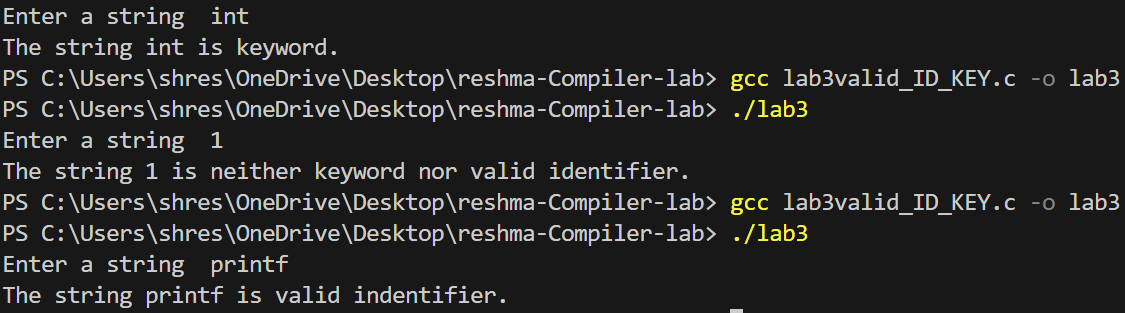 Enter a string  int
The string int is keyword.
PS C:\Users\shres\OneDrive\Desktop\reshma-Compiler-lab> gcc lab3valid_ID_KEY.c -o lab3
PS C:\Users\shres\OneDrive\Desktop\reshma-Compiler-lab> ./lab3
Enter a string  1
The string 1 is neither keyword nor valid identifier.
PS C:\Users\shres\OneDrive\Desktop\reshma-Compiler-lab> gcc lab3valid_ID_KEY.c -o lab3
PS C:\Users\shres\OneDrive\Desktop\reshma-Compiler-lab> ./lab3
Enter a string  printf
The string printf is valid indentifier.